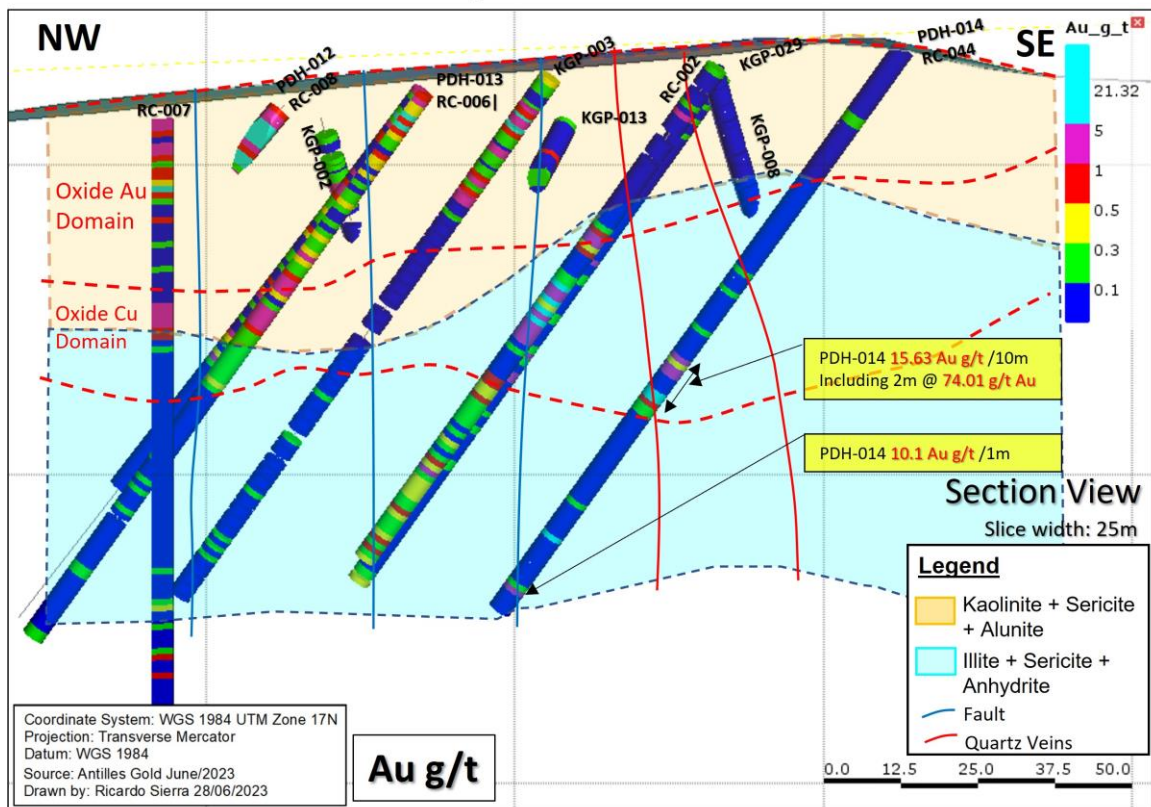 NW
SE
PDH-012
RC-008
RC-007
KGP-002
PDH-013
RC-006|
KGP-003
KGP-013
RC-002
KGP-029
KGP-008
PDH-014
RC-044
Au_g_t
21.32
5
1
0.5
0.3
0.1
Oxide Au
Domain
Oxide Cu
Domain
PDH-014 15.63 Au g/t /10m
Including 2m @ 74.01 g/t Au
PDH-014 10.1 Au g/t /1m
Section View
Slice width: 25m
Legend
Kaolinite + Sericite
+ Alunite
Illite + Sericite +
Anhydrite
Fault
Quartz Veins
Coordinate System: WGS 1984 UTM Zone 17N
Projection: Transverse Mercator
Datum: WGS 1984
Source: Antilles Gold June/2023
Drawn by: Ricardo Sierra 28/06/2023
Au g/t
0.0 12.5 25.0 37.5 50.0